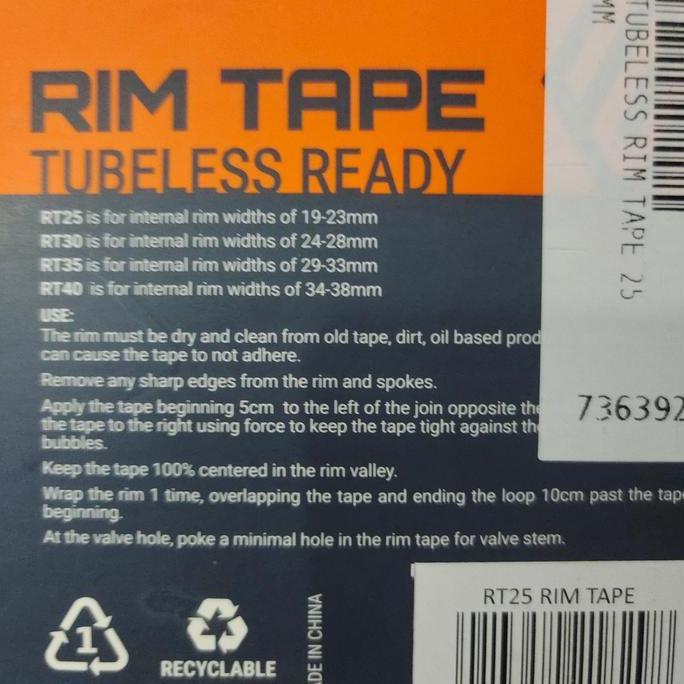 RIM TAPE
TUBELESS READY
RT25 is for internal rim widths of 19-23mm
RT30 is for internal rim widths of 24-28mm
RT35 is for internal rim widths of 29-33mm
RT40 is for internal rim widths of 34-38mm
USE:
The rim must be dry and clean from old tape, dirt, oil based prod
can cause the tape to not adhere.
Remove any sharp edges from the rim and spokes.
Apply the tape beginning 5cm to the left of the join opposite the
the tape to the right using force to keep the tape tight against the
bubbles.
Keep the tape 100% centered in the rim valley.
Wrap the rim 1 time, overlapping the tape and ending the loop 10cm past the tape
beginning.
At the valve hole, poke a minimal hole in the rim tape for valve stem.
1
RECYCLABLE
DE IN CHINA
MM
TUBELESS RIM TAPE 25
736392
RT25 RIM TAPE